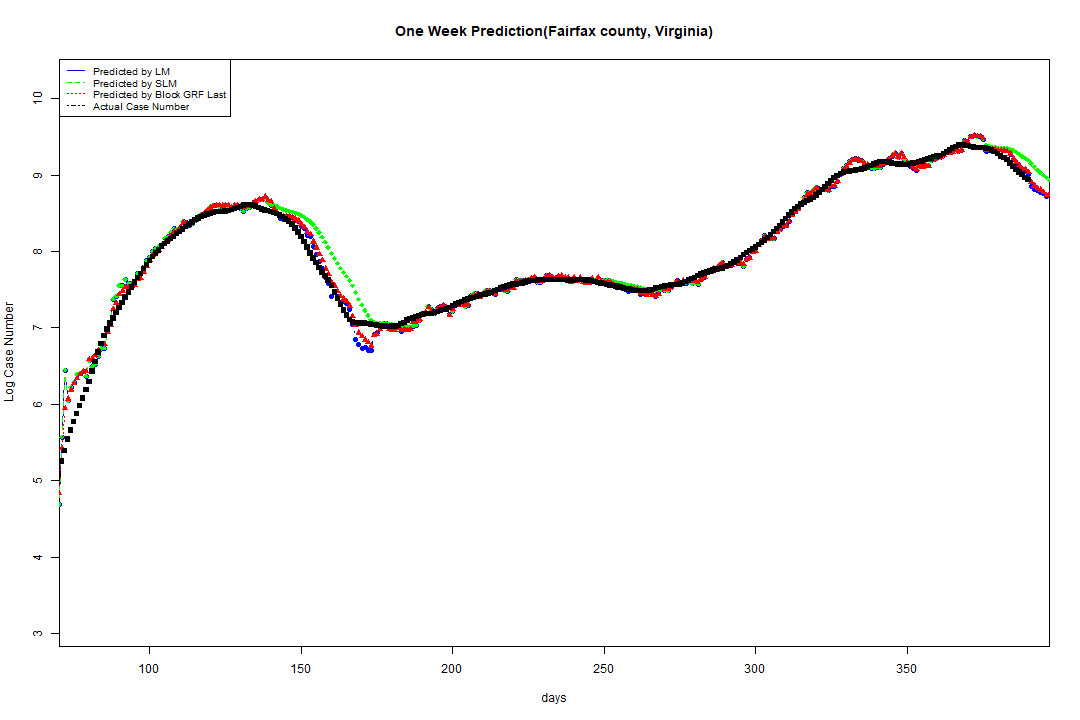 One Week Prediction(Fairfax county, Virginia)
Predicted by LM
Predicted by SLM
Predicted by Block GRF Last
Actual Case Number
Log Case Number
10
9
8
7
6
5
4
3
100 150 200 250 300 350
days